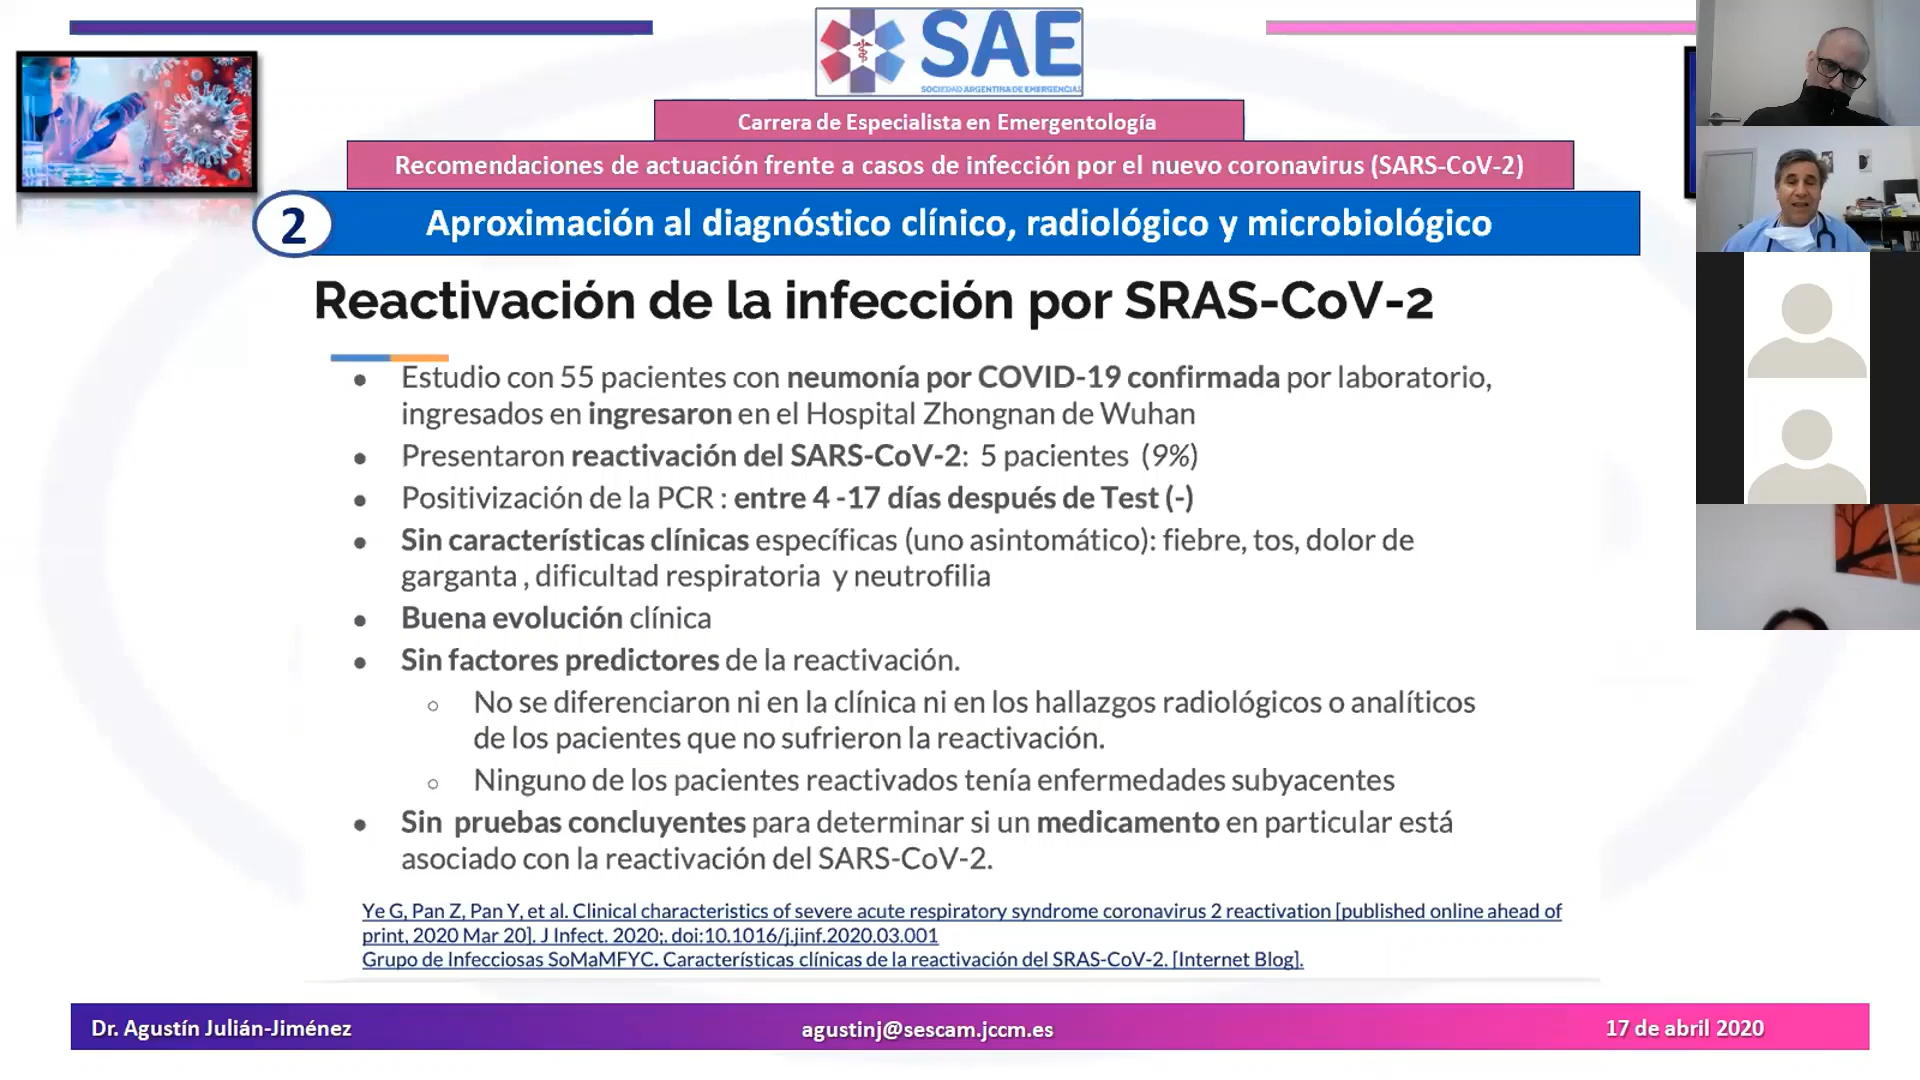 SAE
SOCIEDAD ARGENTINA DE EMERGENCIAS
Carrera de Especialista en Emergentología
Recomendaciones de actuación frente a casos de infección por el nuevo coronavirus (SARS-CoV-2)
2
Aproximación al diagnóstico clínico, radiológico y microbiológico
Reactivación de la infección por SRAS-CoV-2
● Estudio con 55 pacientes con neumonía por COVID-19 confirmada por laboratorio,
ingresados en ingresaron en el Hospital Zhongnan de Wuhan
● Presentaron reactivación del SARS-CoV-2: 5 pacientes (9%)
● Positivización de la PCR : entre 4 -17 días después de Test (-)
● Sin características clínicas específicas (uno asintomático): fiebre, tos, dolor de
garganta , dificultad respiratoria y neutrofilia
● Buena evolución clínica
● Sin factores predictores de la reactivación.
○ No se diferenciaron ni en la clínica ni en los hallazgos radiológicos o analíticos
de los pacientes que no sufrieron la reactivación.
○ Ninguno de los pacientes reactivados tenía enfermedades subyacentes
● Sin pruebas concluyentes para determinar si un medicamento en particular está
asociado con la reactivación del SARS-CoV-2.
Ye G, Pan Z, Pan Y, et al. Clinical characteristics of severe acute respiratory syndrome coronavirus 2 reactivation [published online ahead of
print, 2020 Mar 20]. J Infect. 2020;. doi:10.1016/j.jinf.2020.03.001
Grupo de Infecciosas SoMaMFYC. Características clínicas de la reactivación del SRAS-CoV-2. [Internet Blog].
Dr. Agustín Julián-Jiménez
agustinj@sescam.jccm.es
17 de abril 2020